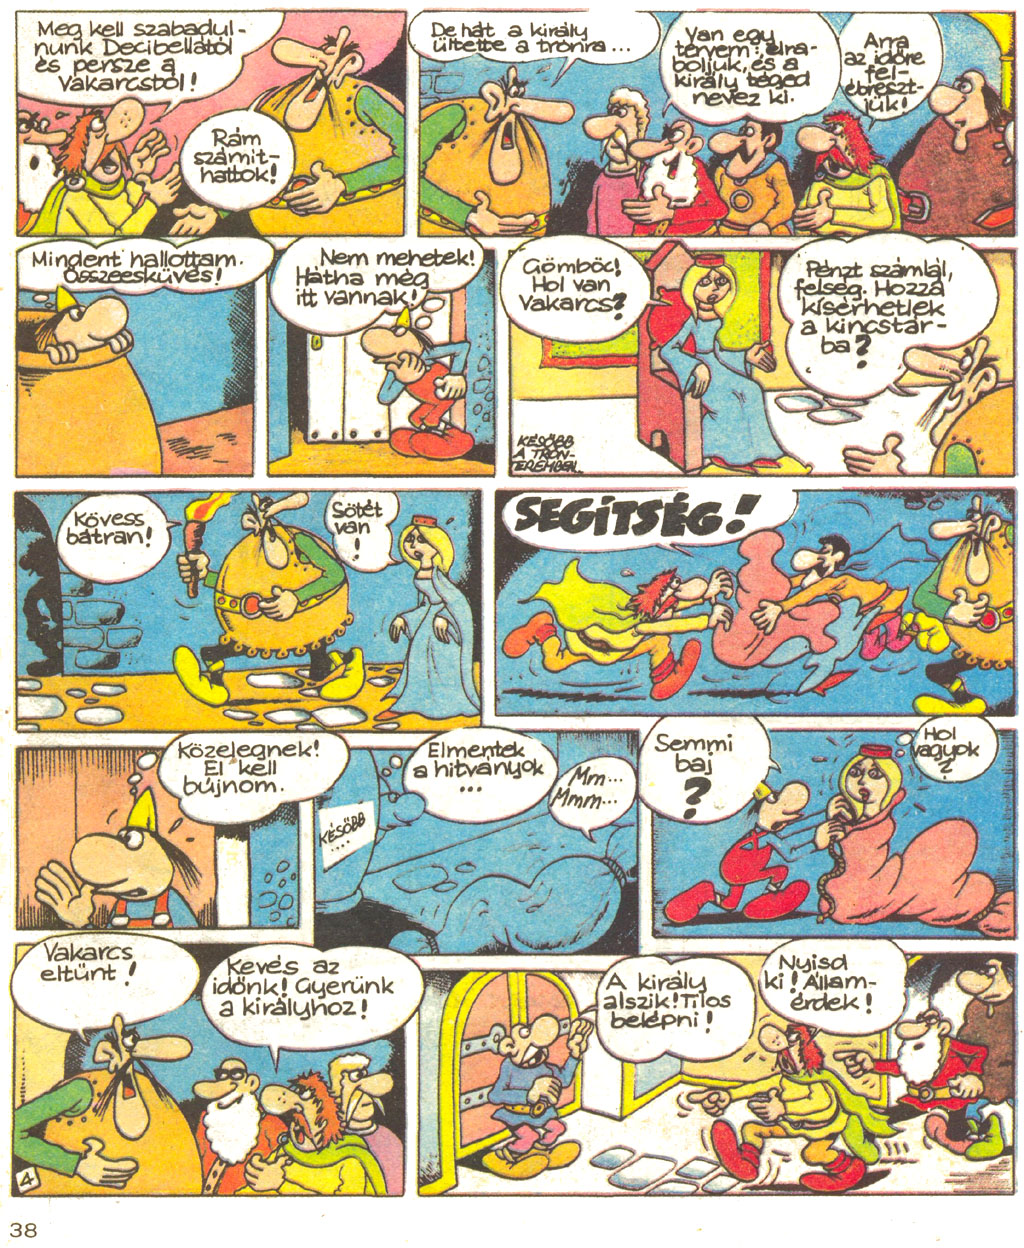 Meg kell szabadul-
nunk Decibellától
és persze a
Vakarcstól!
Rám
számít-
hattok!
De hát a király
ültette a trónra...
Van egy
tervem: elra-
boljuk, és a
király téged
nevez ki.
Arra
az időre
fel-
ébreszt-
jük!
Mindent hallottam.
Összeesküvés!
Nem mehetek!
Hátha még
itt vannak!
Gömböc!
Hol van
Vakarcs?
Pénzt számlál,
felség. Hozzá
kísérhetlek
a kincstár-
ba?
KÉSŐBB
A TRÓN-
TEREMBEN.
Kövess
bátran!
Sötét
van
!
SEGÍTSÉG!
Közelegnek!
El kell
bújnom.
KÉSŐBB
....
Elmentek
a hitványok
...
Mm...
Mmm...
Semmi
baj
?
Hol
vagyok
?
Vakarcs
eltűnt!
Kevés az
időnk! Gyerünk
a királyhoz!
A király
alszik! Tilos
belépni!
Nyisd
ki! Állam-
érdek!
4
38